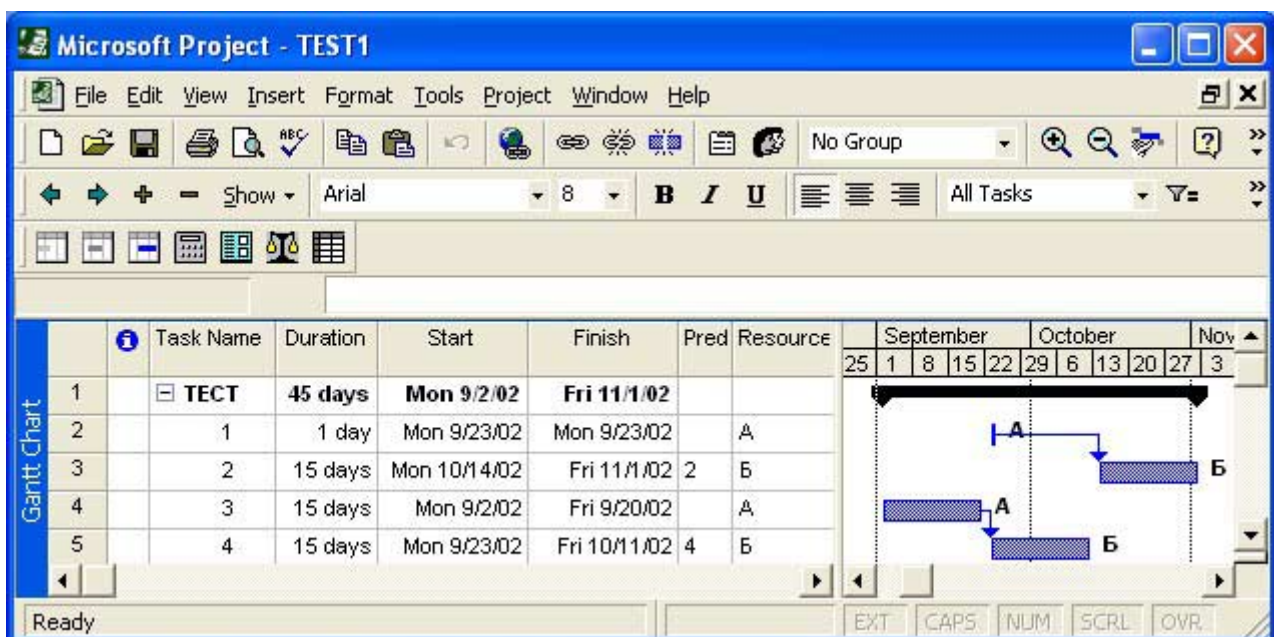 Microsoft Project - TEST1
File Edit View Insert Format Tools Project Window Help
ABC No Group
Show Arial 8 B I U All Tasks
Task Name Duration Start Finish Pred Resource September October Nov
25 1 8 15 22 29 6 13 20 27 3
1 ТЕСТ 45 days Mon 9/2/02 Fri 11/1/02
2 1 1 day Mon 9/23/02 Mon 9/23/02 А А
3 2 15 days Mon 10/14/02 Fri 11/1/02 2 Б Б
4 3 15 days Mon 9/2/02 Fri 9/20/02 А А
5 4 15 days Mon 9/23/02 Fri 10/11/02 4 Б Б
Gantt Chart
Ready EXT CAPS NUM SCRL OVR